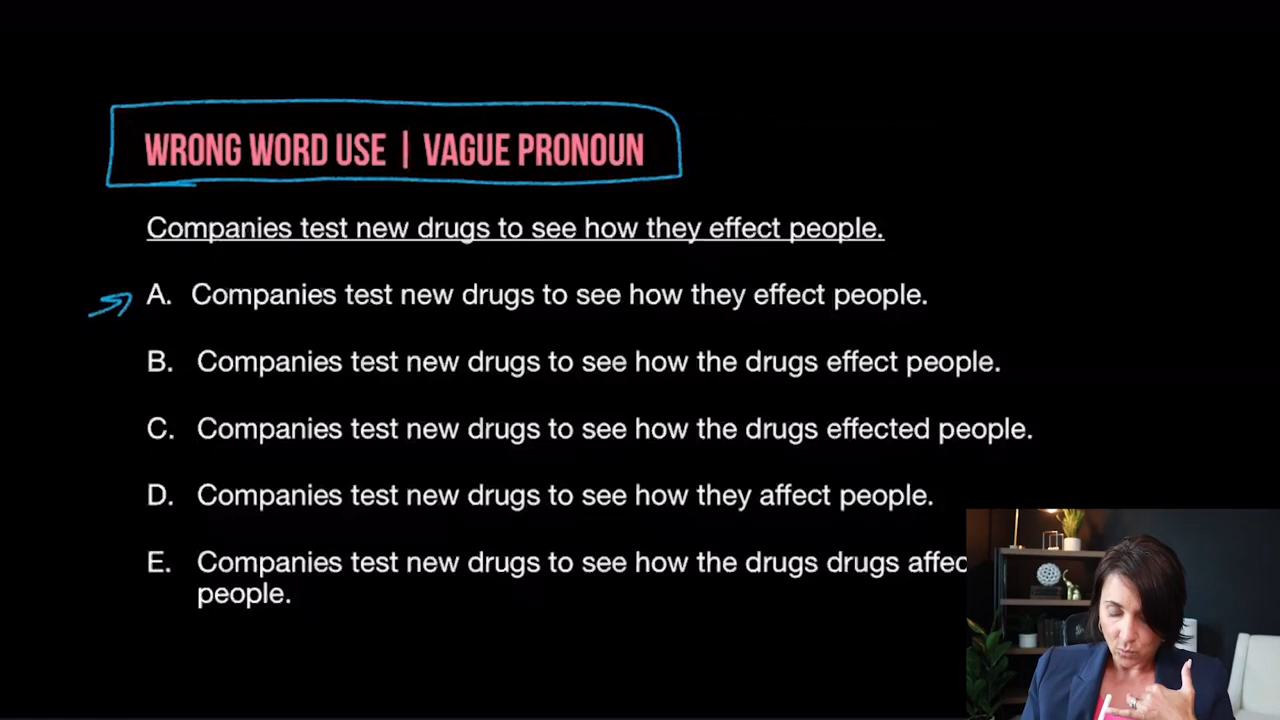 WRONG WORD USE | VAGUE PRONOUN
Companies test new drugs to see how they effect people.
A. Companies test new drugs to see how they effect people.
B. Companies test new drugs to see how the drugs effect people.
C. Companies test new drugs to see how the drugs effected people.
D. Companies test new drugs to see how they affect people.
E. Companies test new drugs to see how the drugs drugs
people.